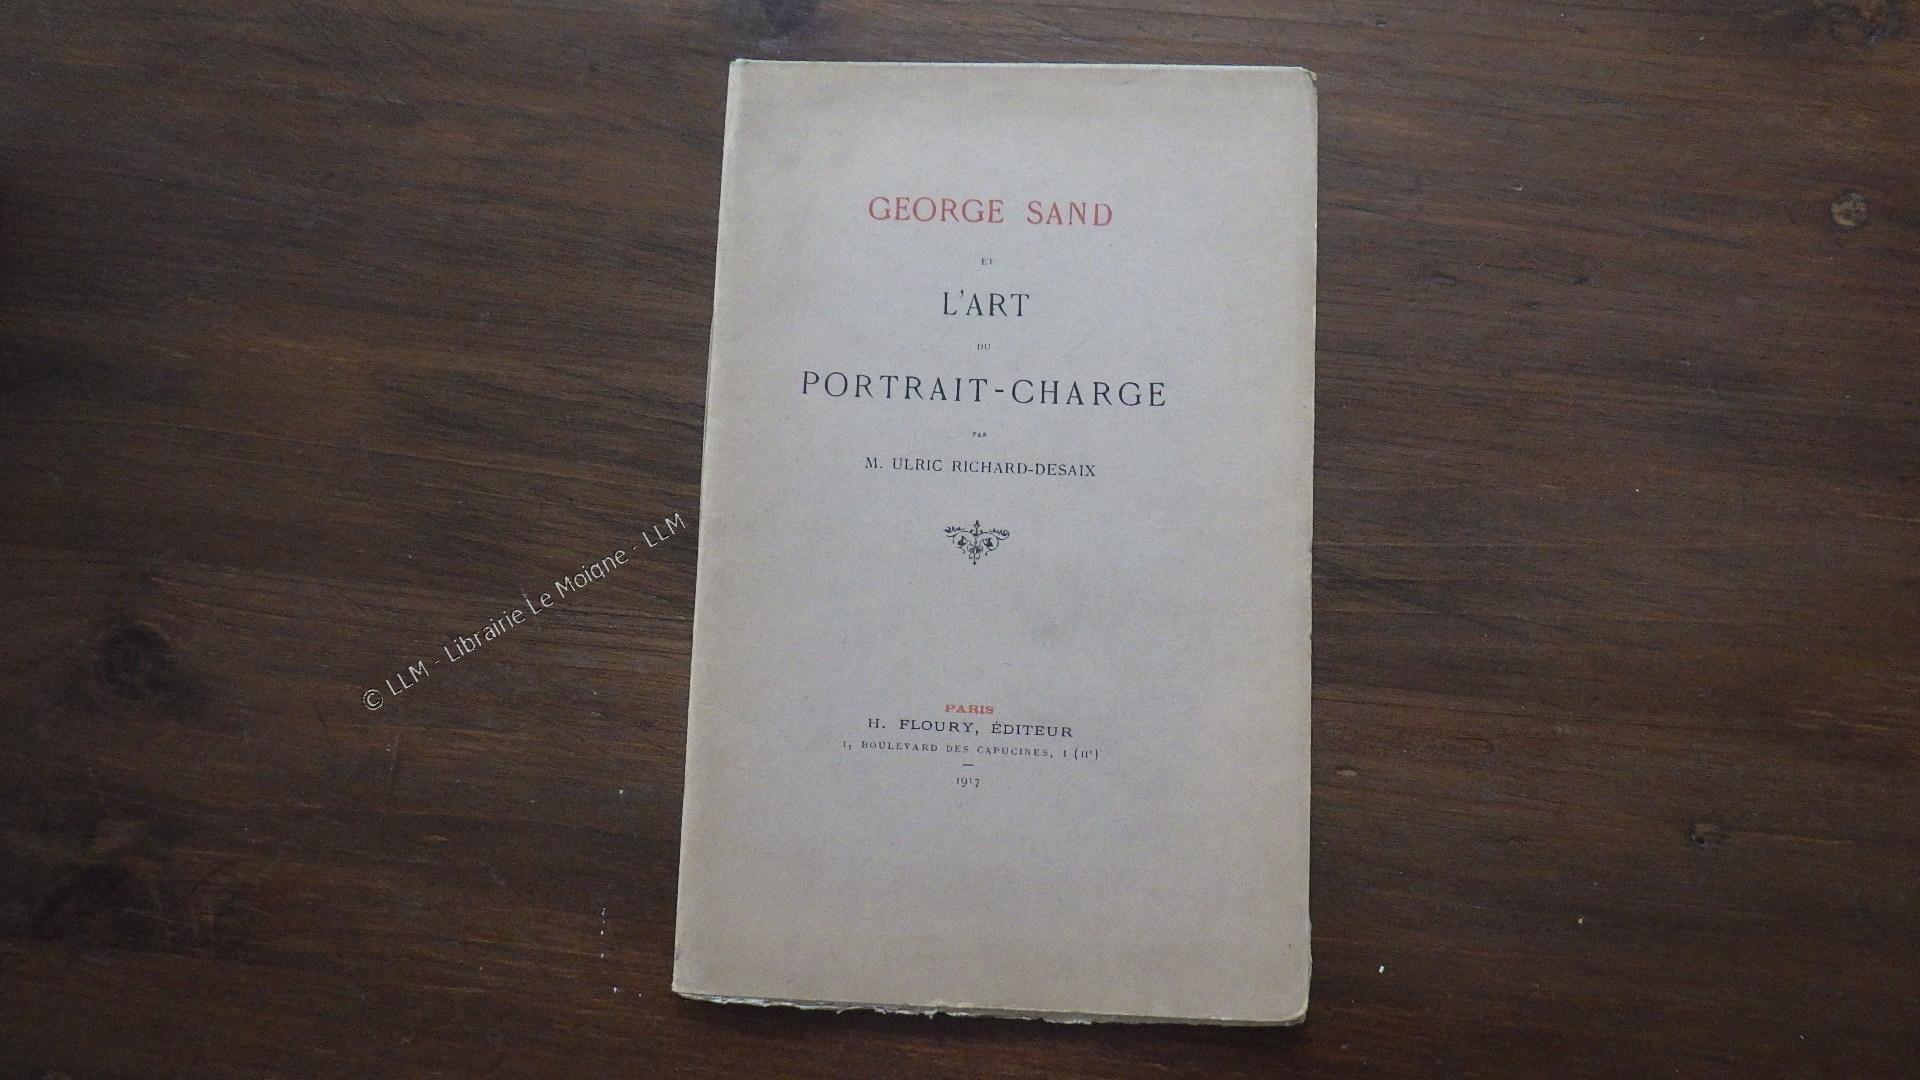 GEORGE SAND
ET
L'ART
DU
PORTRAIT-CHARGE
PAR
M. ULRIC RICHARD-DESAIX
PARIS
H. FLOURY, ÉDITEUR
1, BOULEVARD DES CAPUCINES, 1 (IIe)
1917
© LLM - Librairie Le Moigne - LLM